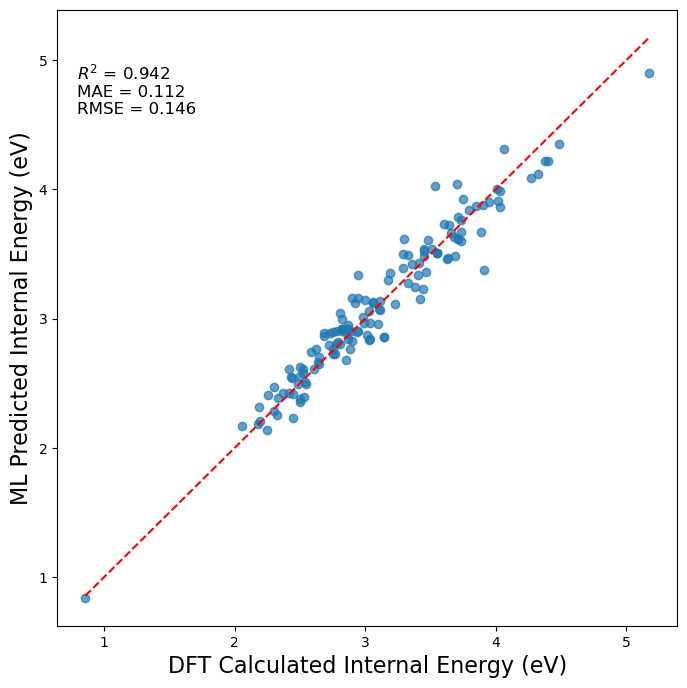 R² = 0.942
MAE = 0.112
RMSE = 0.146
ML Predicted Internal Energy (eV)
5
4
3
2
1
1 2 3 4 5
DFT Calculated Internal Energy (eV)